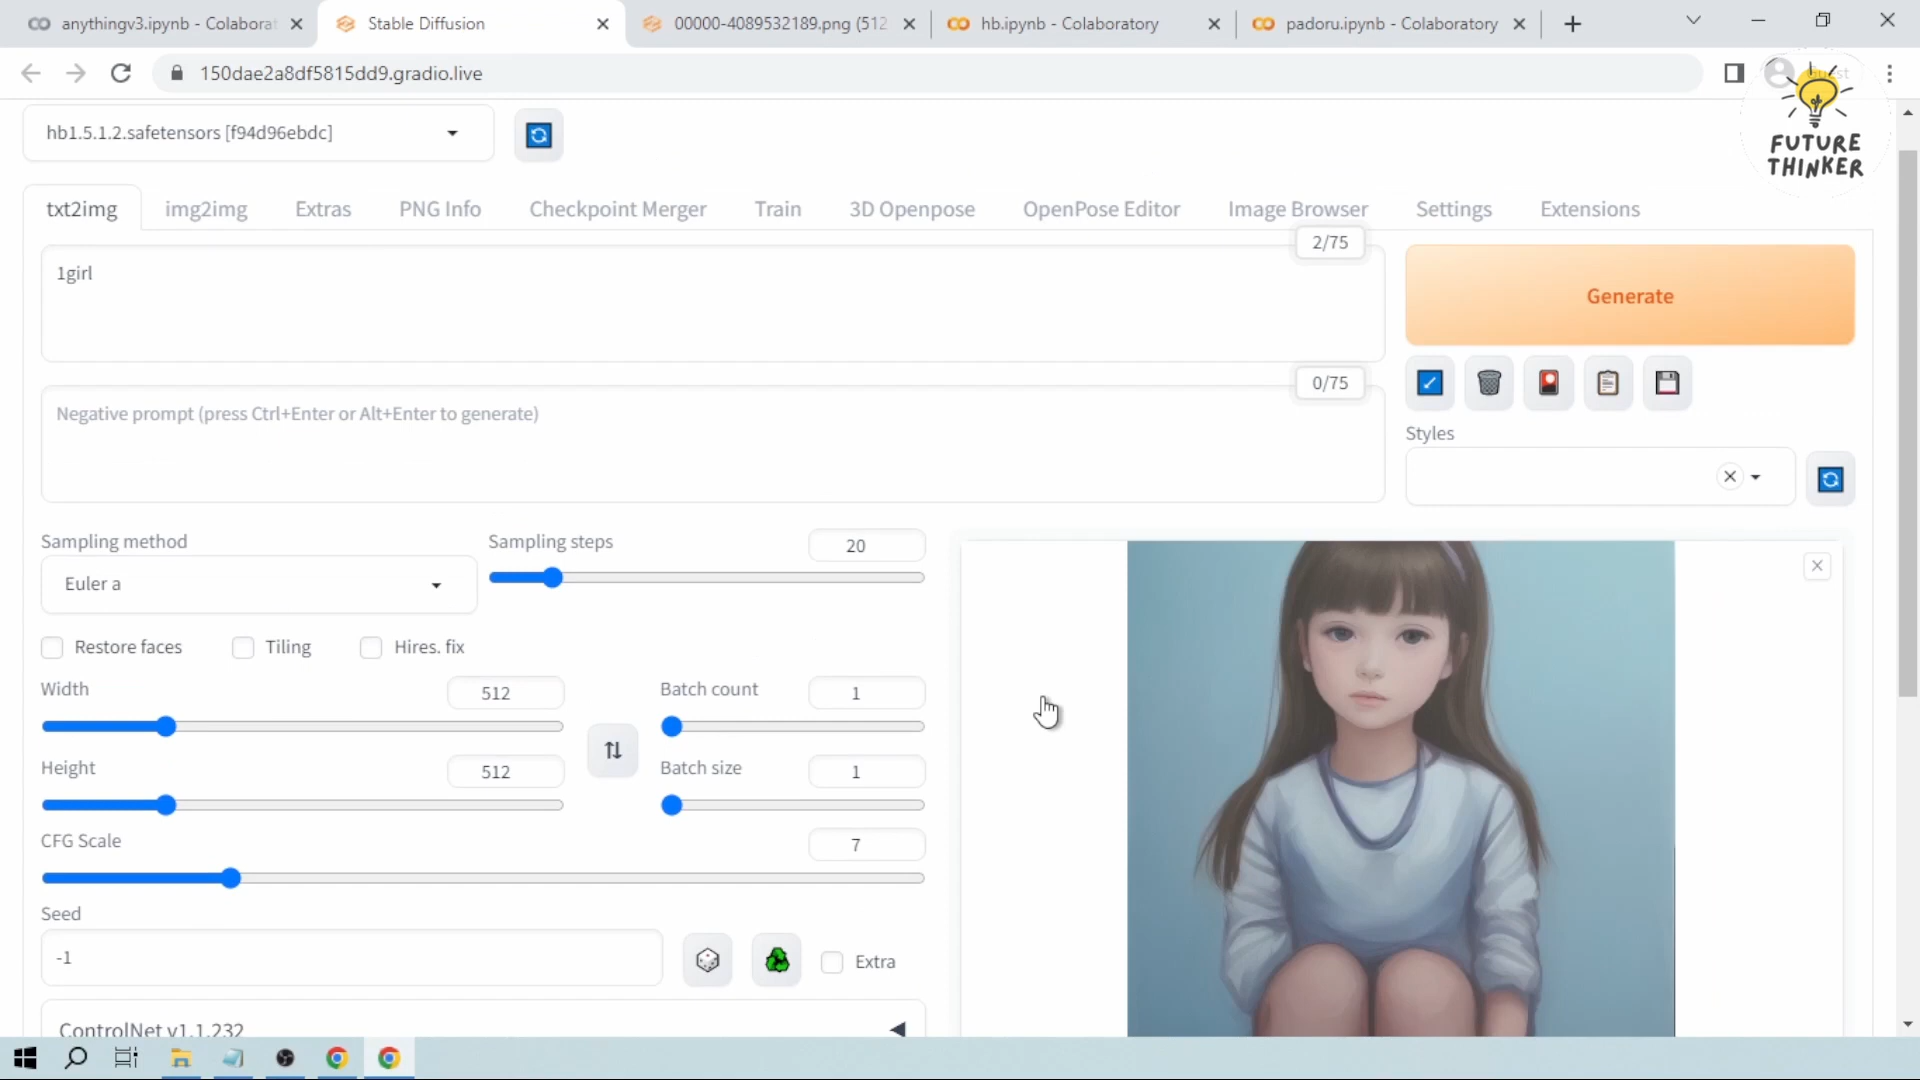 anythingv3.ipynb - Colaborat
Stable Diffusion
00000-4089532189.png (512
hb.ipynb - Colaboratory
padoru.ipynb - Colaboratory
150dae2a8df5815dd9.gradio.live
FUTURE
THINKER
hb1.5.1.2.safetensors [f94d96ebdc]
txt2img
img2img
Extras
PNG Info
Checkpoint Merger
Train
3D Openpose
OpenPose Editor
Image Browser
Settings
Extensions
2/75
1girl
Generate
0/75
Negative prompt (press Ctrl+Enter or Alt+Enter to generate)
Styles
Sampling method
Sampling steps
20
Euler a
Restore faces
Tiling
Hires. fix
Width
512
Batch count
1
Height
512
Batch size
1
CFG Scale
7
Seed
-1
Extra
ControlNet v1.1.232